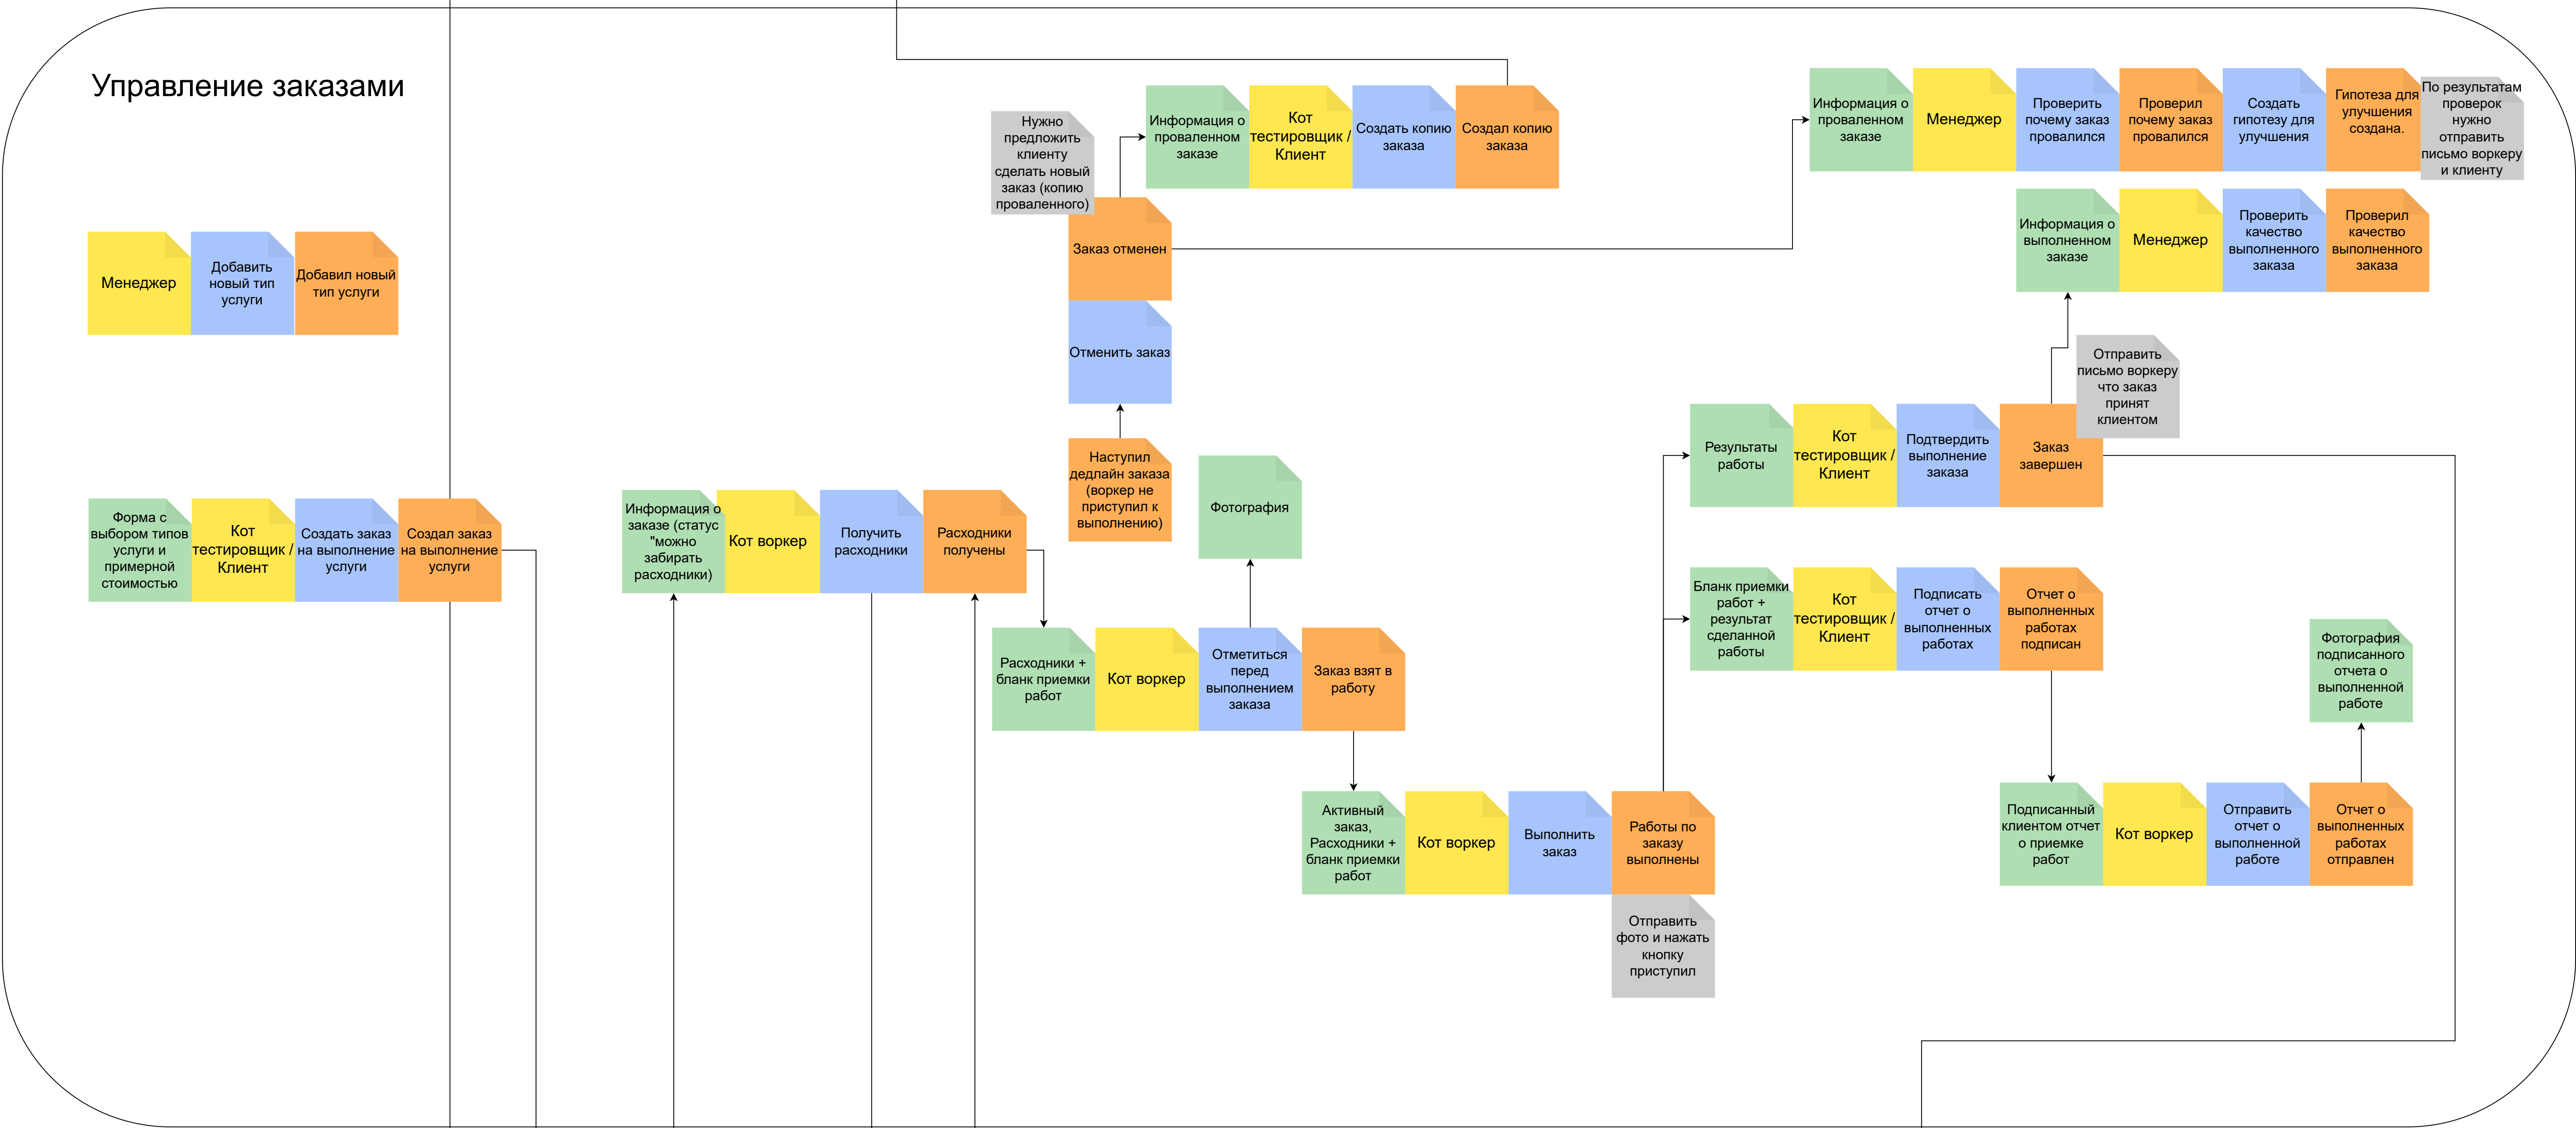 Управление заказами
Менеджер
Добавить
новый тип
услуги
Добавил новый
тип услуги
Форма с
выбором типов
услуги и
примерной
стоимостью
Кот
тестировщик /
Клиент
Создать заказ
на выполнение
услуги
Создал заказ
на выполнение
услуги
Информация о
заказе (статус
"можно
забирать
расходники)
Кот воркер
Получить
расходники
Расходники
получены
Нужно
предложить
клиенту
сделать новый
заказ (копию
проваленного)
Информация о
проваленном
заказе
Кот
тестировщик /
Клиент
Создать копию
заказа
Создал копию
заказа
Заказ отменен
Отменить заказ
Наступил
дедлайн заказа
(воркер не
приступил к
выполнению)
Фотография
Расходники +
бланк приемки
работ
Кот воркер
Отметиться
перед
выполнением
заказа
Заказ взят в
работу
Активный
заказ,
Расходники +
бланк приемки
работ
Кот воркер
Выполнить
заказ
Работы по
заказу
выполнены
Отправить
фото и нажать
кнопку
приступил
Информация о
проваленном
заказе
Менеджер
Проверить
почему заказ
провалился
Проверил
почему заказ
провалился
Создать
гипотезу для
улучшения
Гипотеза для
улучшения
создана.
По результатам
проверок
нужно
отправить
письмо воркеру
и клиенту
Информация о
выполненном
заказе
Менеджер
Проверить
качество
выполненного
заказа
Проверил
качество
выполненного
заказа
Отправить
письмо воркеру
что заказ
принят
клиентом
Результаты
работы
Кот
тестировщик /
Клиент
Подтвердить
выполнение
заказа
Заказ
завершен
Бланк приемки
работ +
результат
сделанной
работы
Кот
тестировщик /
Клиент
Подписать
отчет о
выполненных
работах
Отчет о
выполненных
работах
подписан
Фотография
подписанного
отчета о
выполненной
работе
Подписанный
клиентом отчет
о приемке
работ
Кот воркер
Отправить
отчет о
выполненной
работе
Отчет о
выполненных
работах
отправлен